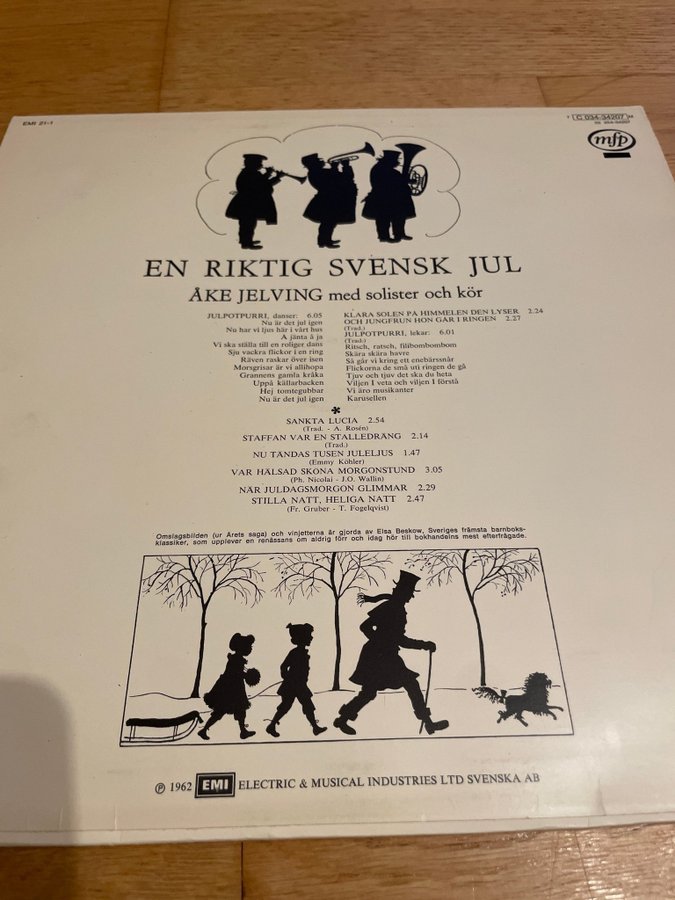 EMI 21-1
T C 034-34207 M
mfp
EN RIKTIG SVENSK JUL
ÅKE JELVING med solister och kör
JULPOTPURRI, danser: 6.05
Nu är det jul igen
Nu har vi ljus här i vårt hus
A jänta å ja
Vi ska ställa till en roliger dans
Sju vackra flickor i en ring
Räven raskar över isen
Morsgrisar är vi allihopa
Grannens gamla kråka
Uppå källarbacken
Hej tomtegubbar
Nu är det jul igen
KLARA SOLEN PÅ HIMMELEN DEN LYSER 2.24
OCH JUNGFRUN HON GÅR I RINGEN 2.27
(Trad.)
JULPOTPURRI, lekar: 6.01
(Trad.)
Ritsch, ratsch, filibombombom
Skära skära havre
Så går vi kring ett enebärssnår
Flickorna de små uti ringen de gå
Tjuv och tjuv det ska du heta
Viljen I veta och viljen I förstå
Vi äro musikanter
Karusellen
*
SANKTA LUCIA 2.54
(Trad. - A. Rosén)
STAFFAN VAR EN STALLEDRÄNG 2.14
(Trad.)
NU TÄNDAS TUSEN JULELJUS 1.47
(Emmy Köhler)
VAR HÄLSAD SKÖNA MORGONSTUND 3.05
(Ph. Nicolai - J.O. Wallin)
NÄR JULDAGSMORGON GLIMMAR 2.29
STILLA NATT, HELIGA NATT 2.47
(Fr. Gruber - T. Fogelqvist)
Omslagsbilden (ur Årets saga) och vinjetterna är gjorda av Elsa Beskow, Sveriges främsta barnboks-
klassiker, som upplever en renässans om aldrig förr och idag hör till bokhandelns mest efterfrågade.
℗ 1962 EMI ELECTRIC & MUSICAL INDUSTRIES LTD SVENSKA AB